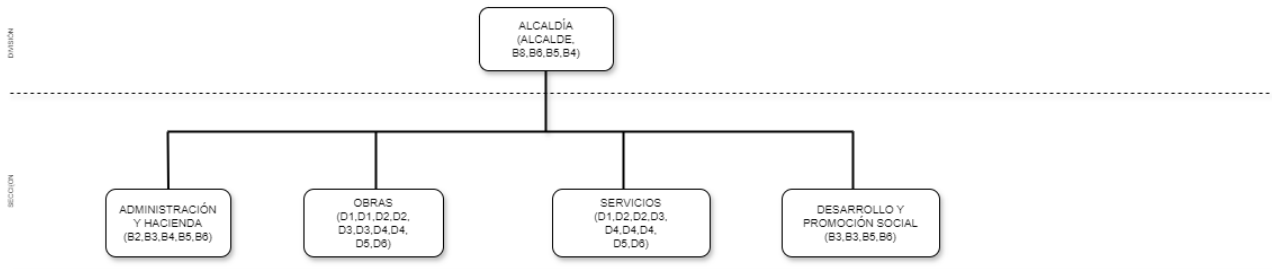 ALCALDÍA
(ALCALDE,
B8,B6,B5,B4)
DIVISIÓN
SECCIÓN
ADMINISTRACIÓN
Y HACIENDA
(B2,B3,B4,B5,B6)
OBRAS
(D1,D1,D2,D2,
D3,D3,D4,D4,
D5,D6)
SERVICIOS
(D1,D2,D2,D3,
D4,D4,D4,
D5,D6)
DESARROLLO Y
PROMOCIÓN SOCIAL
(B3,B3,B5,B6)